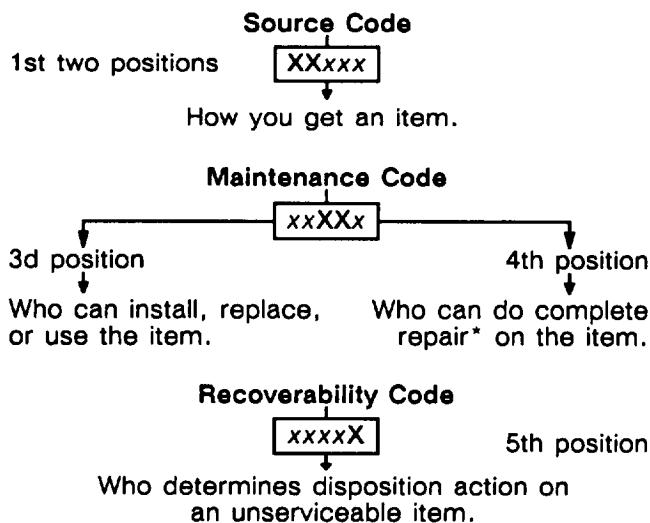 Source Code
1st two positions XXxxx
How you get an item.
Maintenance Code
xxXXx
3d position 4th position
Who can install, replace, Who can do complete
or use the item. repair* on the item.
Recoverability Code
xxxxX 5th position
Who determines disposition action on
an unserviceable item.